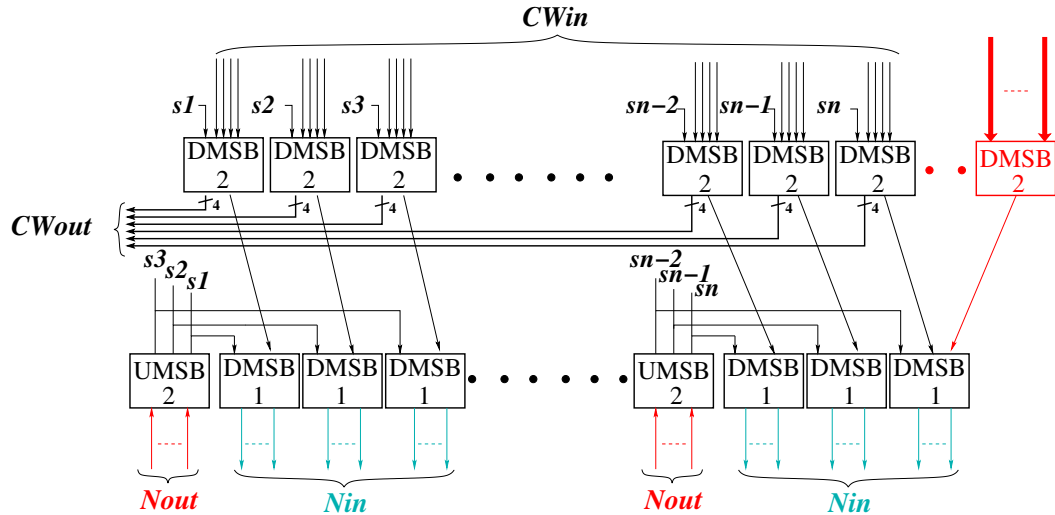 CWin
s1 s2 s3 sn-2 sn-1 sn
DMSB 2 DMSB 2 DMSB 2 DMSB 2 DMSB 2 DMSB 2 DMSB 2
4 4 4 4 4 4
CWout
s3 s2 s1 sn-2 sn-1 sn
UMSB 2 DMSB 1 DMSB 1 DMSB 1 UMSB 2 DMSB 1 DMSB 1 DMSB 1
Nout Nin Nout Nin